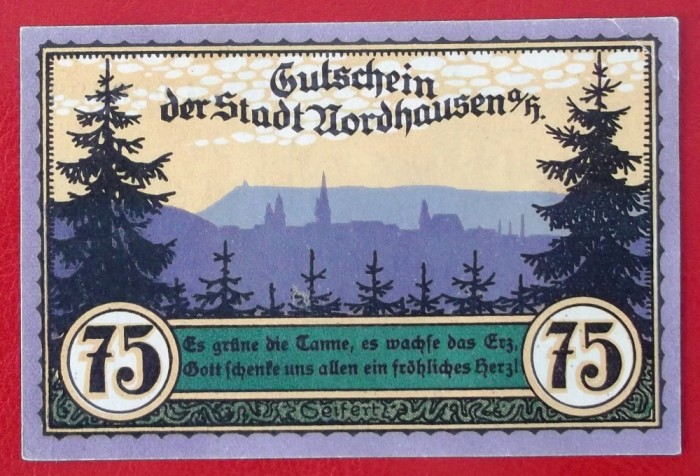 Gutschein
der Stadt Nordhausen a/H.
75
Es grüne die Tanne, es wachse das Erz,
Gott schenke uns allen ein fröhliches Herz!
75
Seifert